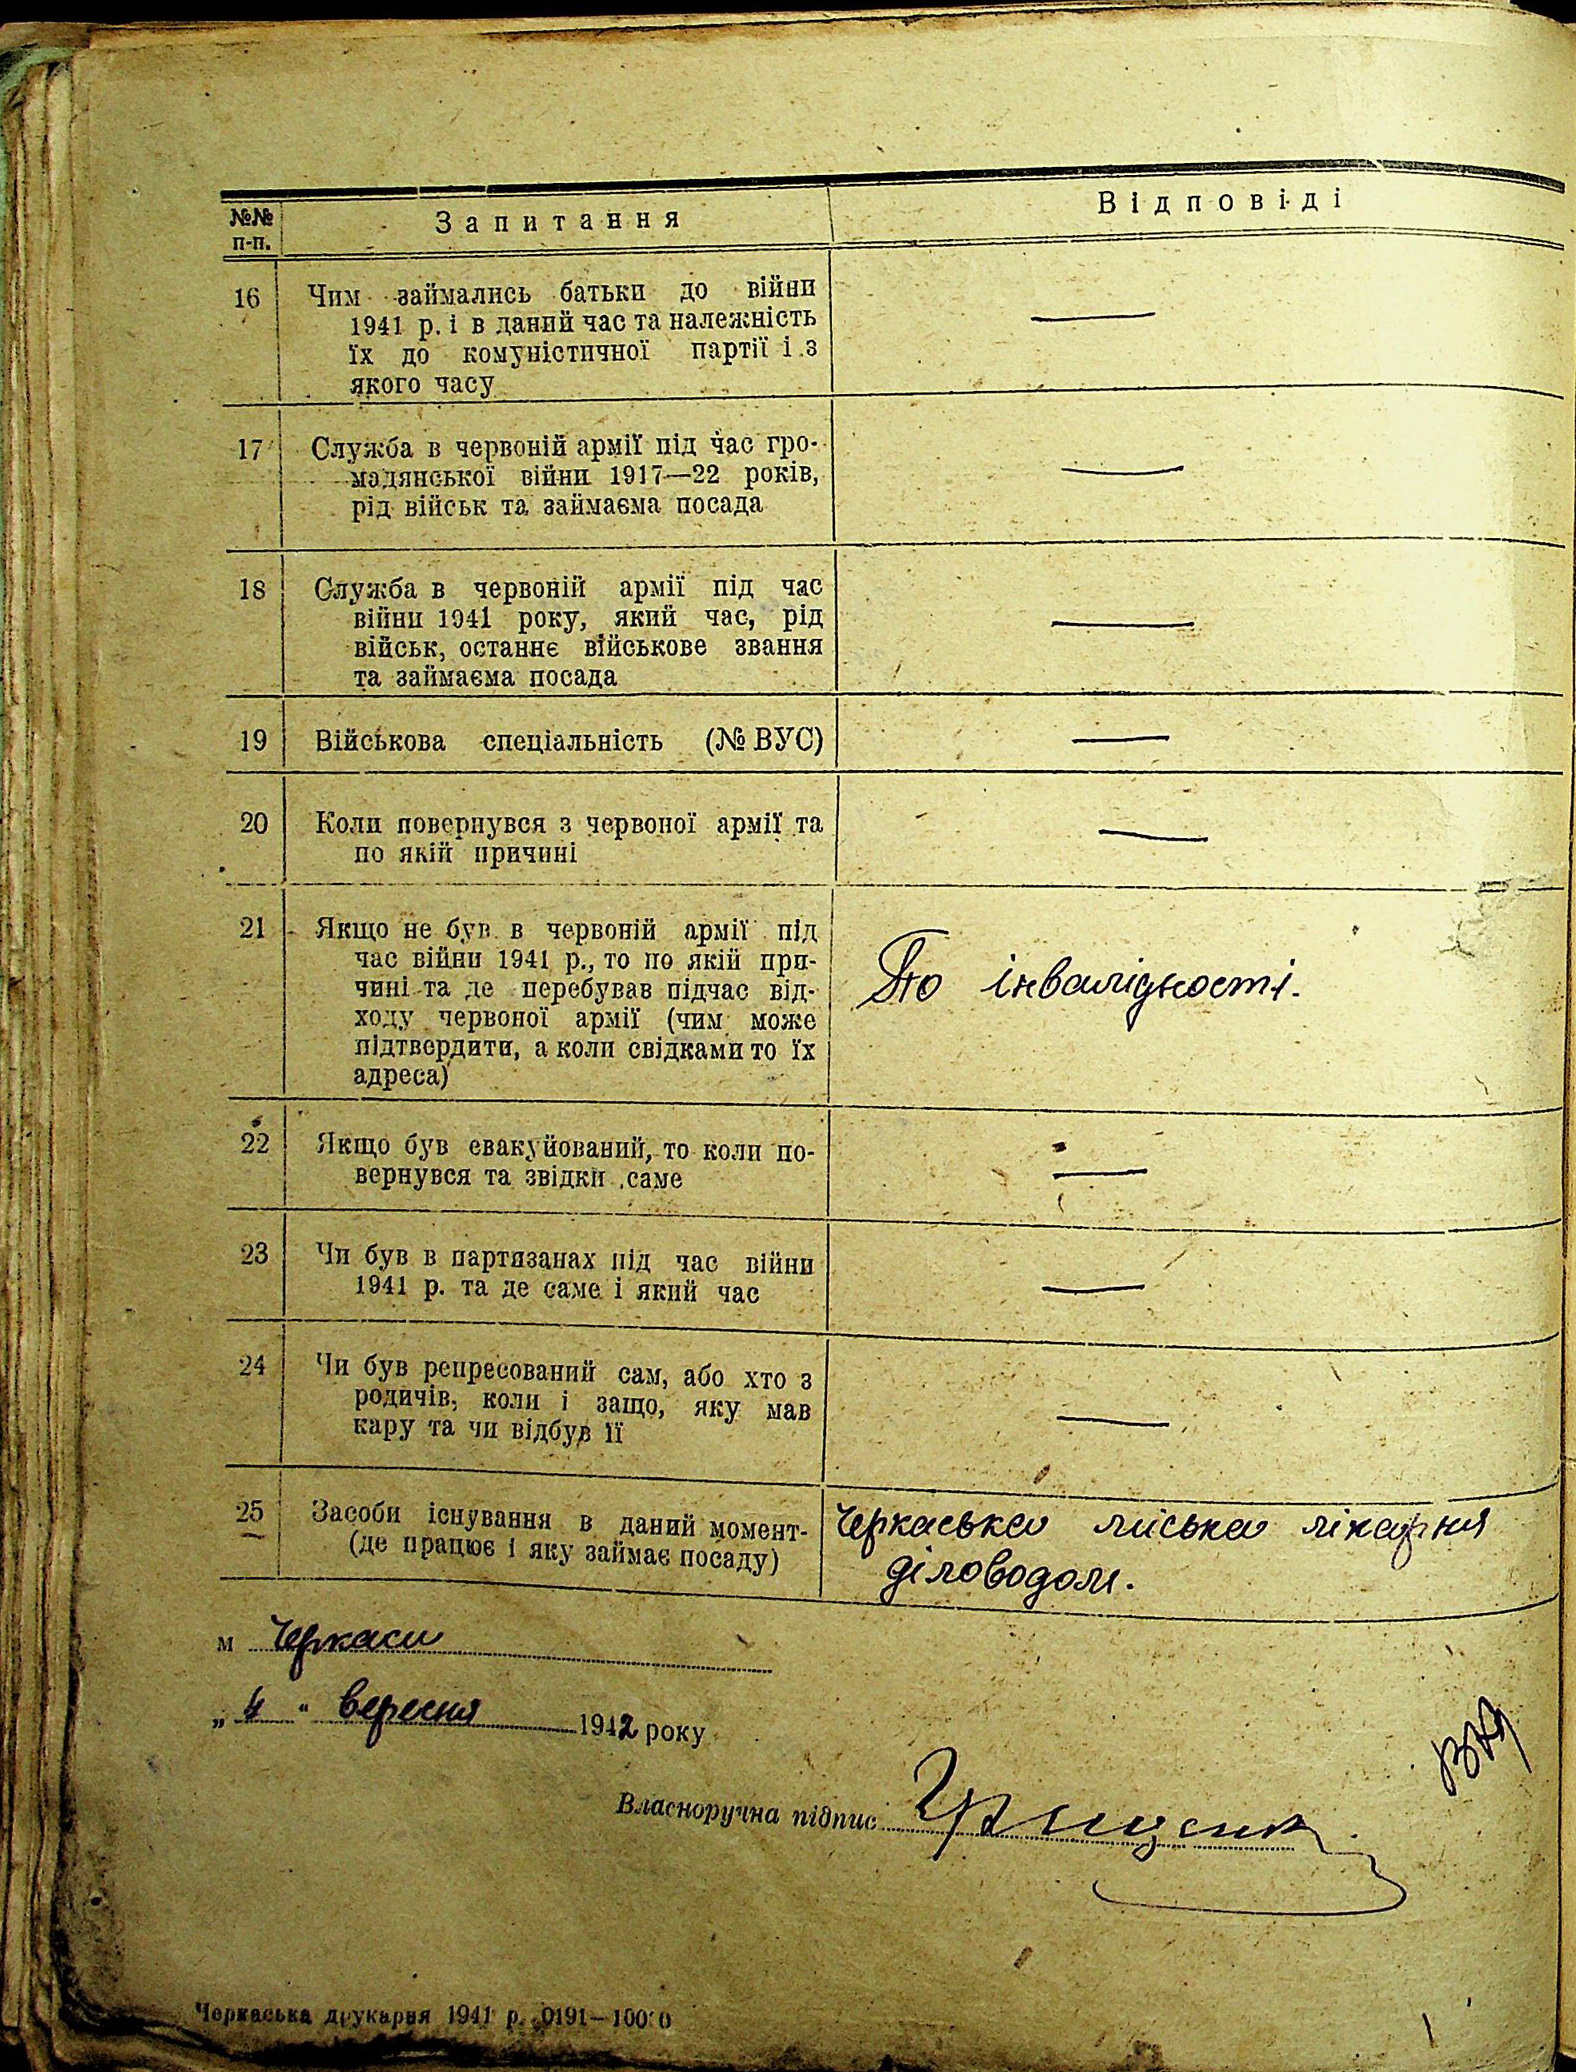 №№ п-п. Запитання Відповіді
16 Чим займались батьки до війни
1941 р. і в даний час та належність
їх до комуністичної партії і з
якого часу
—
17 Служба в червоній армії під час гро-
мадянської війни 1917—22 років,
рід військ та займаєма посада
—
18 Служба в червоній армії під час
війни 1941 року, який час, рід
військ, останнє військове звання
та займаєма посада
—
19 Військова спеціальність (№ ВУС)
—
20 Коли повернувся з червоної армії та
по якій причині
—
21 Якщо не був в червоній армії під
час війни 1941 р., то по якій при-
чині та де перебував підчас від-
ходу червоної армії (чим може
підтвердити, а коли свідками то їх
адреса)
По інвалідності.
22 Якщо був евакуйований, то коли по-
вернувся та звідки саме
—
23 Чи був в партизанах під час війни
1941 р. та де саме і який час
—
24 Чи був репресований сам, або хто з
родичів, коли і защо, яку мав
кару та чи відбув її
—
25 Засоби існування в даний момент-
(де працює і яку займає посаду)
Черкаська міська лікарня
діловодом.
м Черкаси
„ 4 “ вересня 1942 року
Власноручна підпис Грищенко
Черкаська друкарня 1941 р. 0191—10000